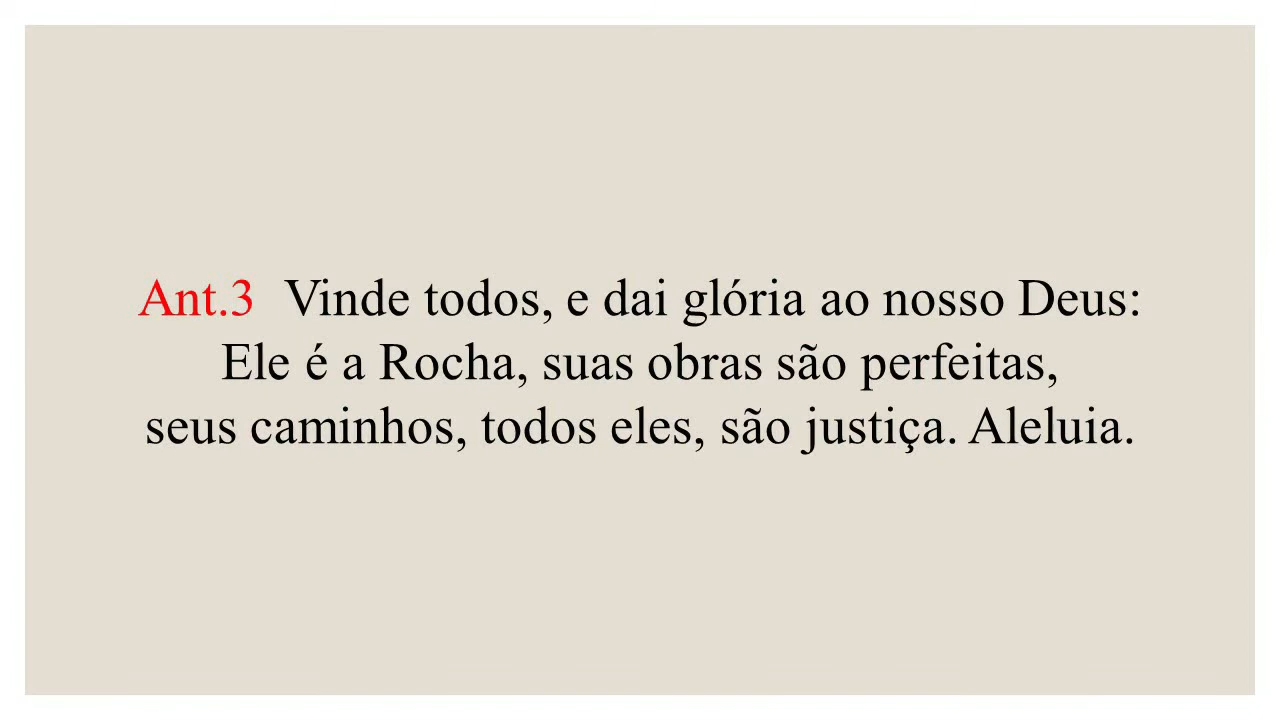 Ant.3 Vinde todos, e dai glória ao nosso Deus:
Ele é a Rocha, suas obras são perfeitas,
seus caminhos, todos eles, são justiça. Aleluia.